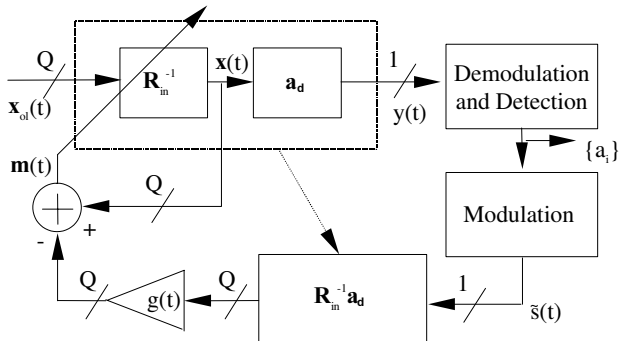 Q
x_ol(t)
R_in^-1
x(t)
a_d
1
y(t)
Demodulation
and Detection
{a_i}
m(t)
Q
+
-
Modulation
Q
g(t)
Q
R_in^-1 a_d
1
s̃(t)